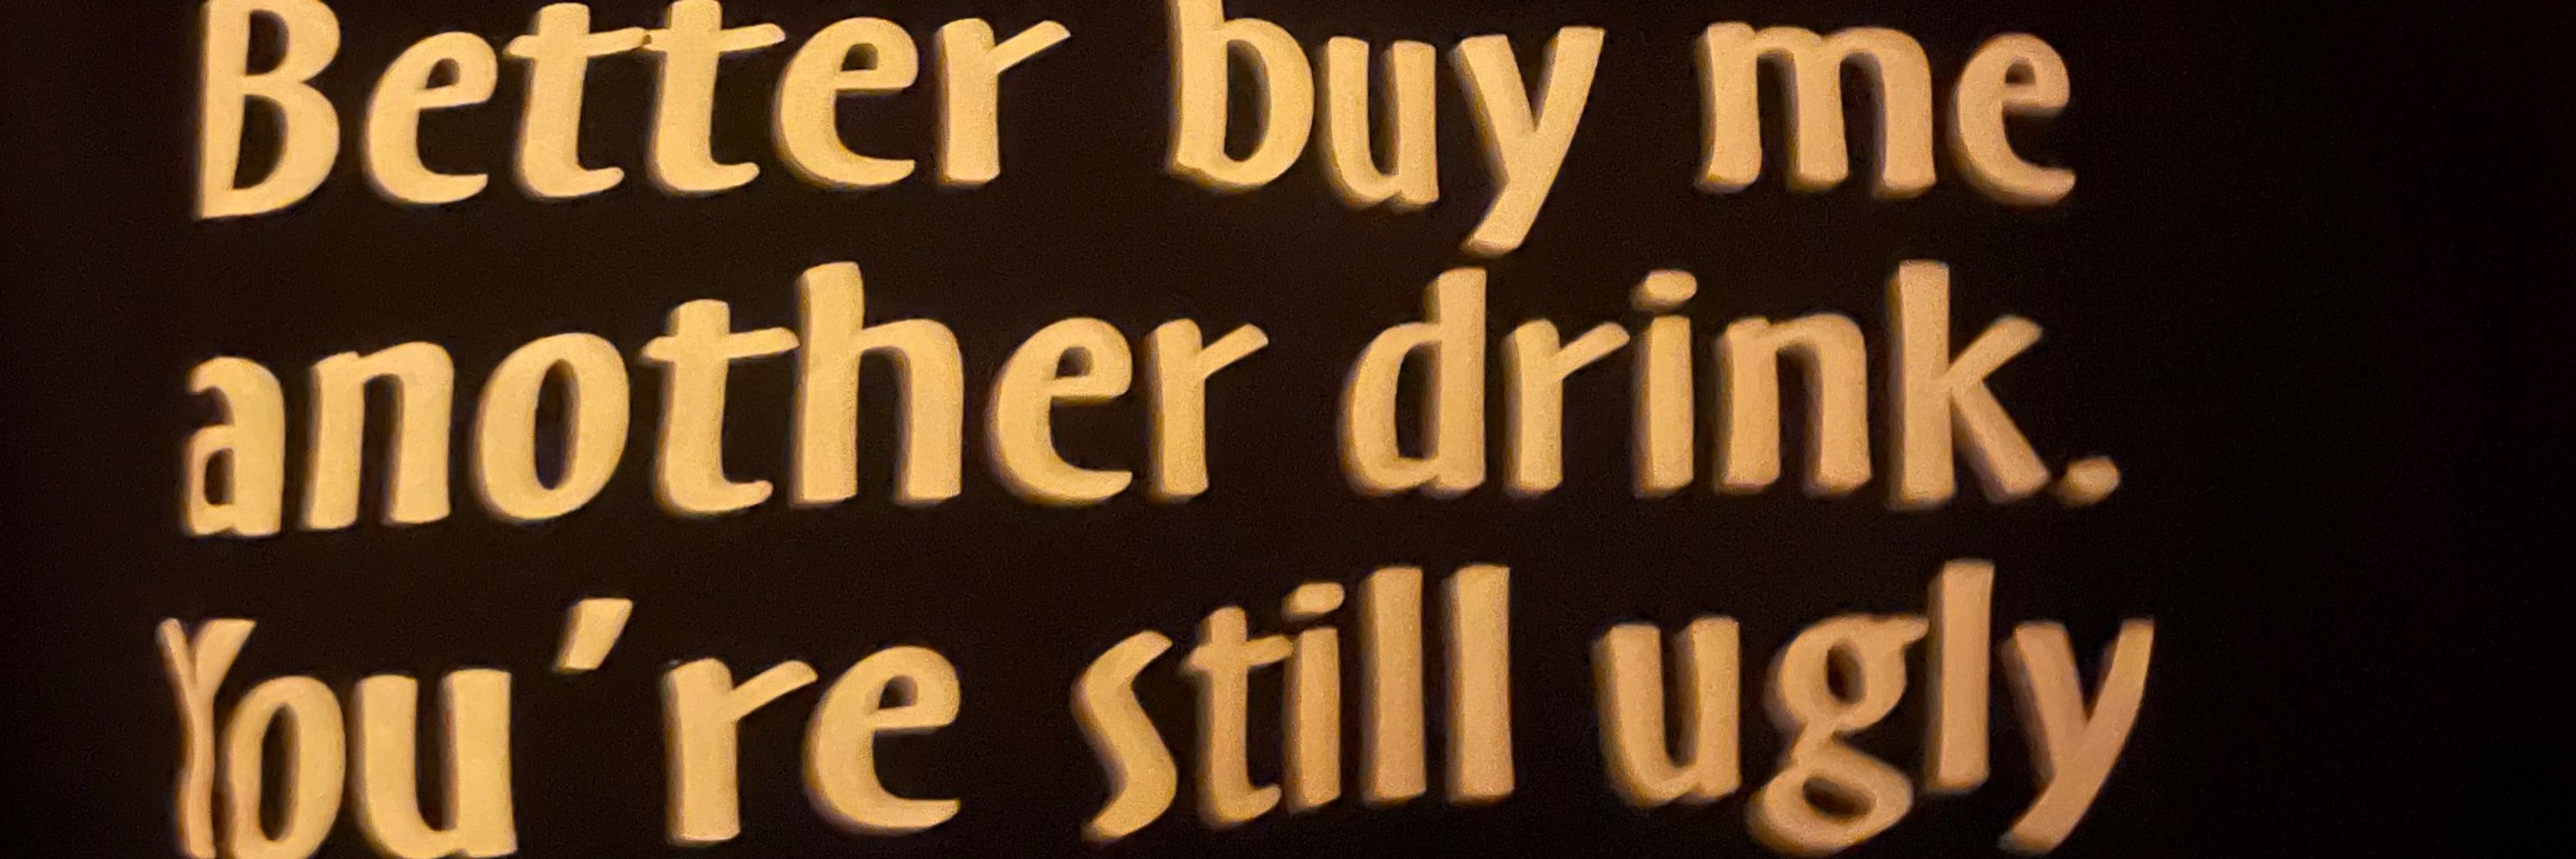 Better buy me
another drink.
You're still ugly